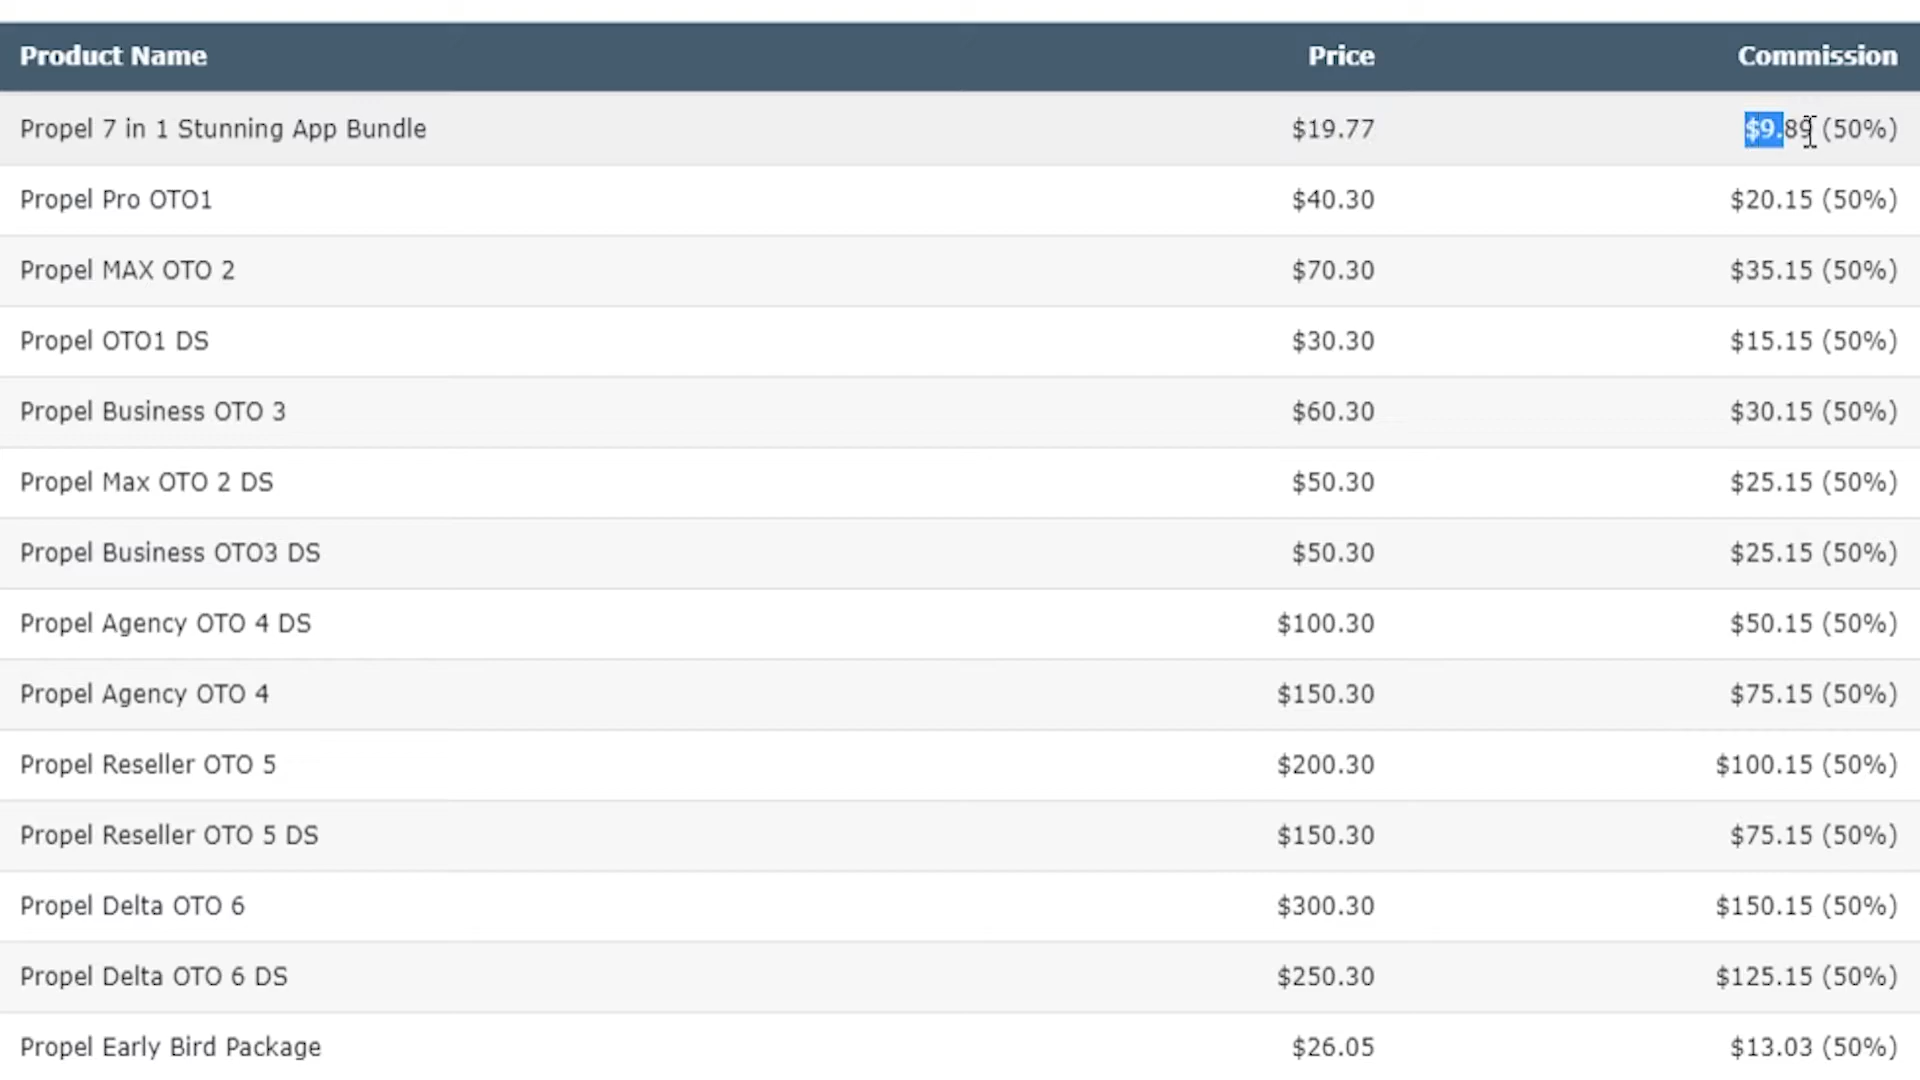 Product Name Price Commission
Propel 7 in 1 Stunning App Bundle $19.77 $9.89 (50%)
Propel Pro OTO1 $40.30 $20.15 (50%)
Propel MAX OTO 2 $70.30 $35.15 (50%)
Propel OTO1 DS $30.30 $15.15 (50%)
Propel Business OTO 3 $60.30 $30.15 (50%)
Propel Max OTO 2 DS $50.30 $25.15 (50%)
Propel Business OTO3 DS $50.30 $25.15 (50%)
Propel Agency OTO 4 DS $100.30 $50.15 (50%)
Propel Agency OTO 4 $150.30 $75.15 (50%)
Propel Reseller OTO 5 $200.30 $100.15 (50%)
Propel Reseller OTO 5 DS $150.30 $75.15 (50%)
Propel Delta OTO 6 $300.30 $150.15 (50%)
Propel Delta OTO 6 DS $250.30 $125.15 (50%)
Propel Early Bird Package $26.05 $13.03 (50%)